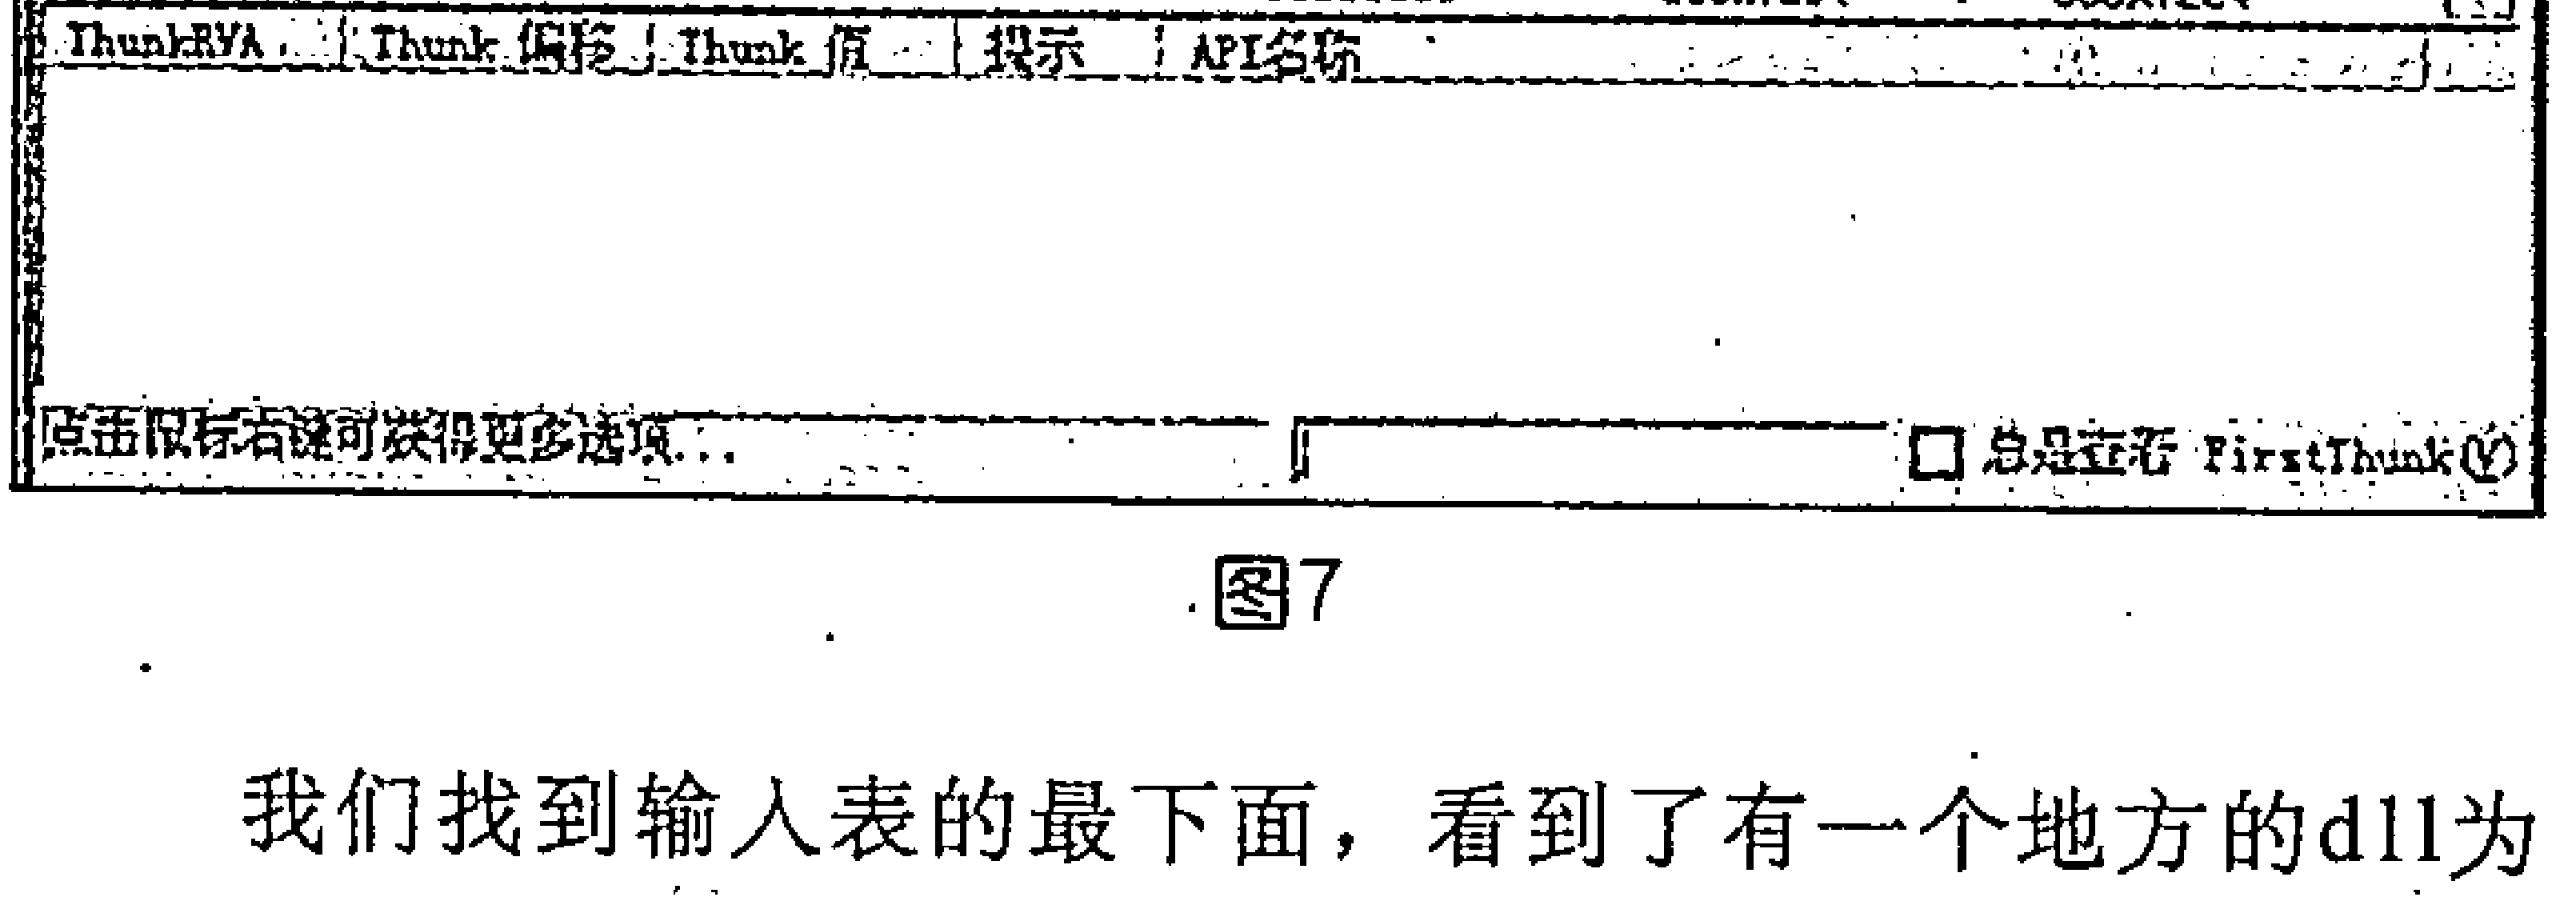 ThunkRVA Thunk 偏移 Thunk 值 提示 API名称
点击鼠标右键可获得更多选项... 总是查看 FirstThunk(V)
图7
我们找到输入表的最下面，看到了有一个地方的dll为